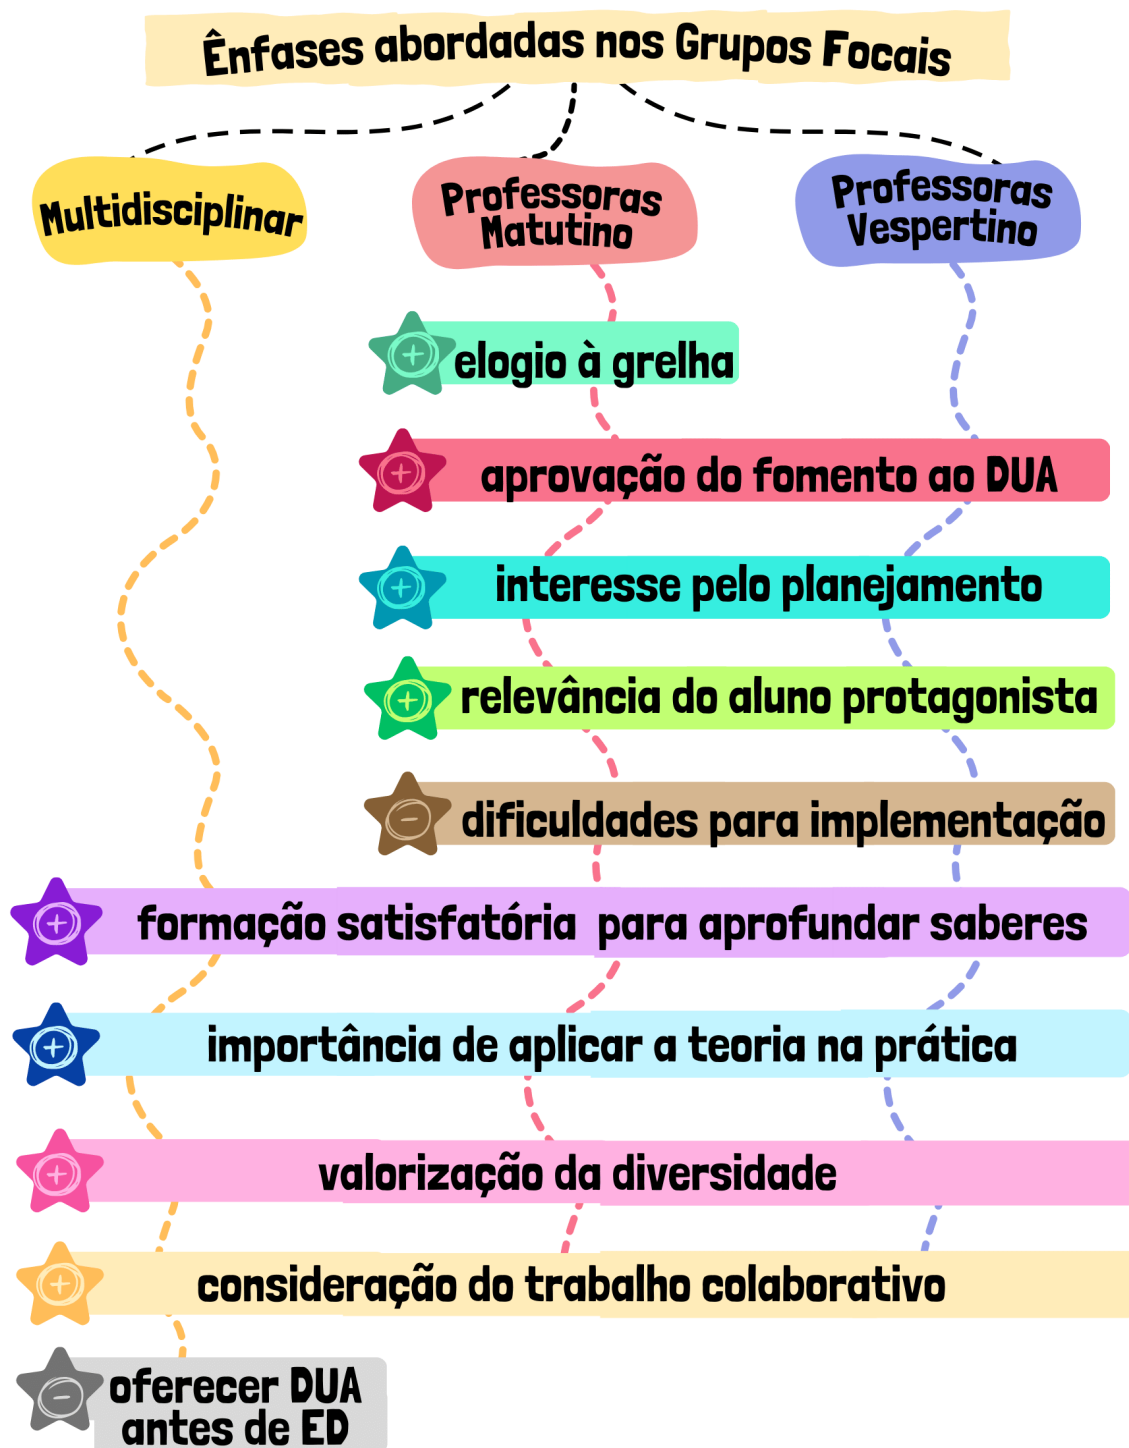 Ênfases abordadas nos Grupos Focais
Multidisciplinar
Professoras
Matutino
Professoras
Vespertino
+ elogio à grelha
+ aprovação do fomento ao DUA
+ interesse pelo planejamento
+ relevância do aluno protagonista
- dificuldades para implementação
+ formação satisfatória para aprofundar saberes
+ importância de aplicar a teoria na prática
+ valorização da diversidade
+ consideração do trabalho colaborativo
- oferecer DUA
antes de ED